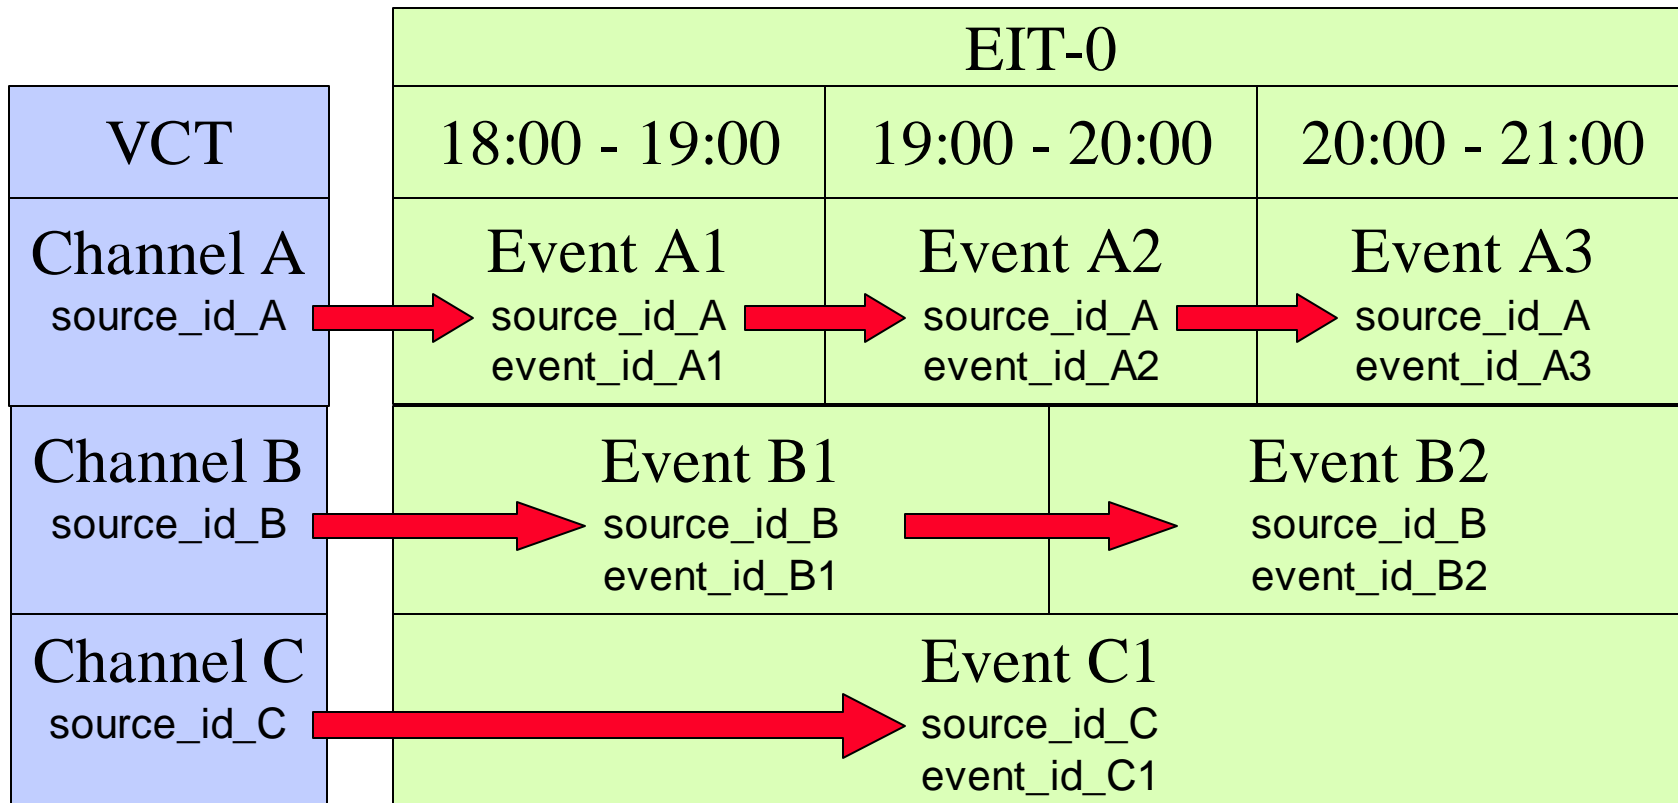 EIT-0
VCT
18:00 - 19:00
19:00 - 20:00
20:00 - 21:00
Channel A
source_id_A
Event A1
source_id_A
event_id_A1
Event A2
source_id_A
event_id_A2
Event A3
source_id_A
event_id_A3
Channel B
source_id_B
Event B1
source_id_B
event_id_B1
Event B2
source_id_B
event_id_B2
Channel C
source_id_C
Event C1
source_id_C
event_id_C1